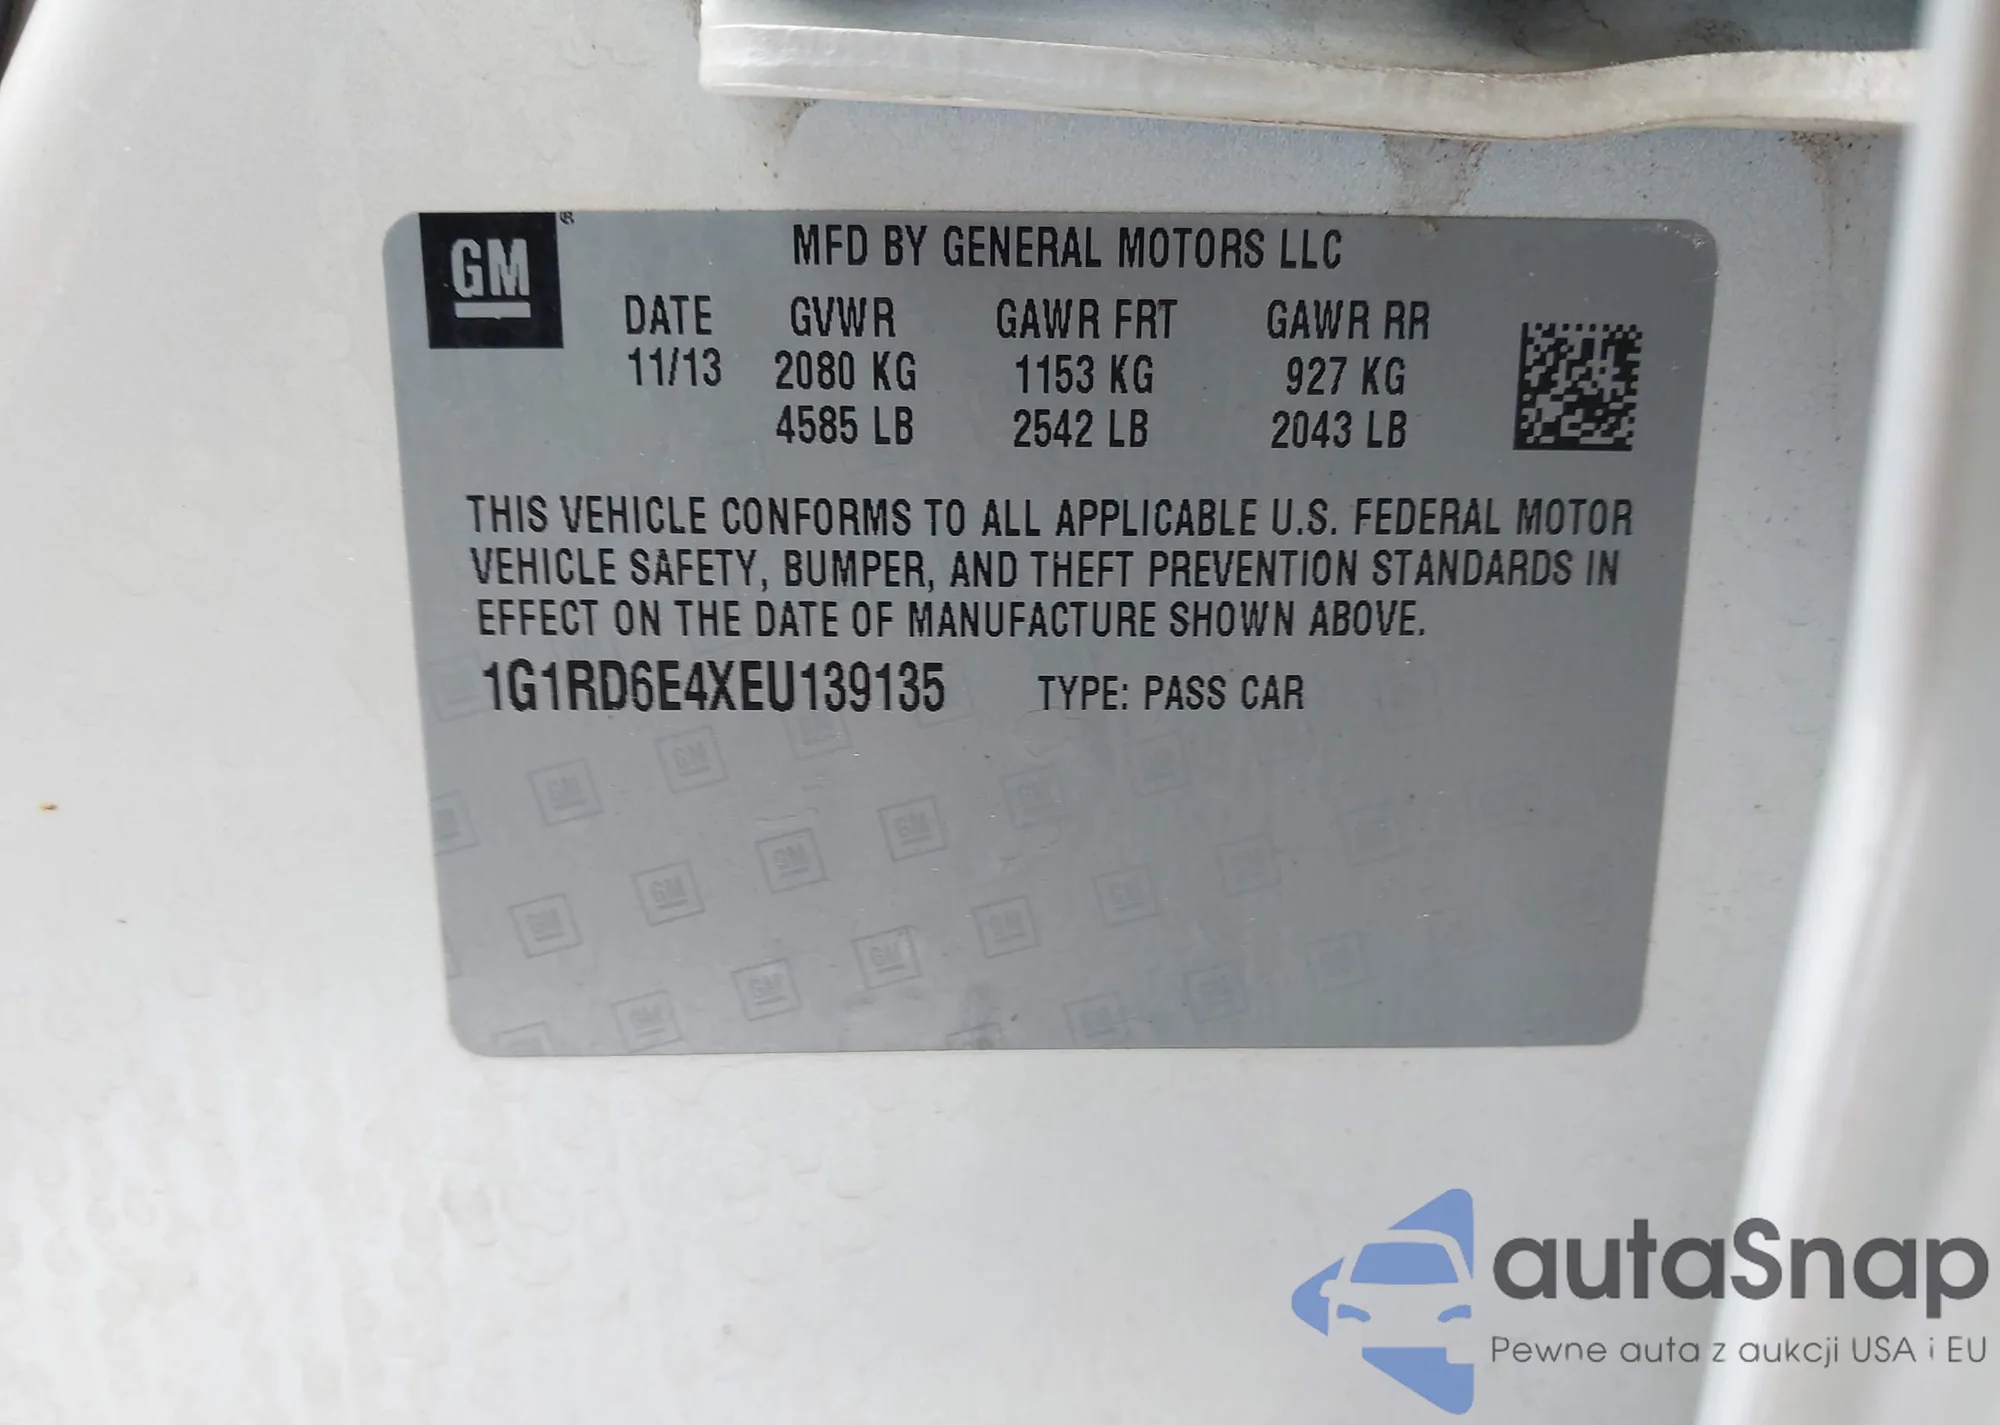 GM ®
MFD BY GENERAL MOTORS LLC
DATE GVWR GAWR FRT GAWR RR
11/13 2080 KG 1153 KG 927 KG
4585 LB 2542 LB 2043 LB
THIS VEHICLE CONFORMS TO ALL APPLICABLE U.S. FEDERAL MOTOR
VEHICLE SAFETY, BUMPER, AND THEFT PREVENTION STANDARDS IN
EFFECT ON THE DATE OF MANUFACTURE SHOWN ABOVE.
1G1RD6E4XEU139135 TYPE: PASS CAR
autaSnap
Pewne auta z aukcji USA i EU